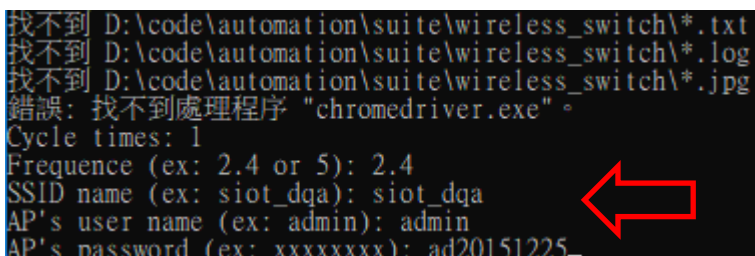 找不到 D:\code\automation\suite\wireless_switch\*.txt
找不到 D:\code\automation\suite\wireless_switch\*.log
找不到 D:\code\automation\suite\wireless_switch\*.jpg
錯誤: 找不到處理程序 "chromedriver.exe"。
Cycle times: 1
Frequence (ex: 2.4 or 5): 2.4
SSID name (ex: siot_dqa): siot_dqa
AP's user name (ex: admin): admin
AP's password (ex: xxxxxxxx): ad20151225_